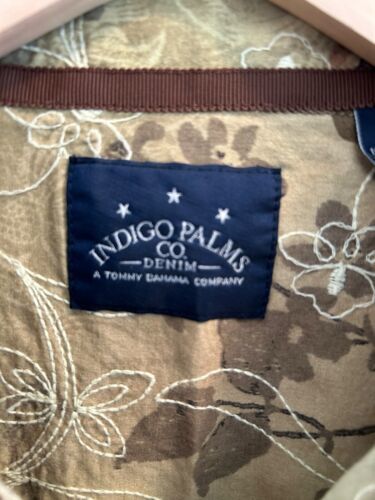 INDIGO PALMS
CO.
DENIM
A TOMMY BAHAMA COMPANY